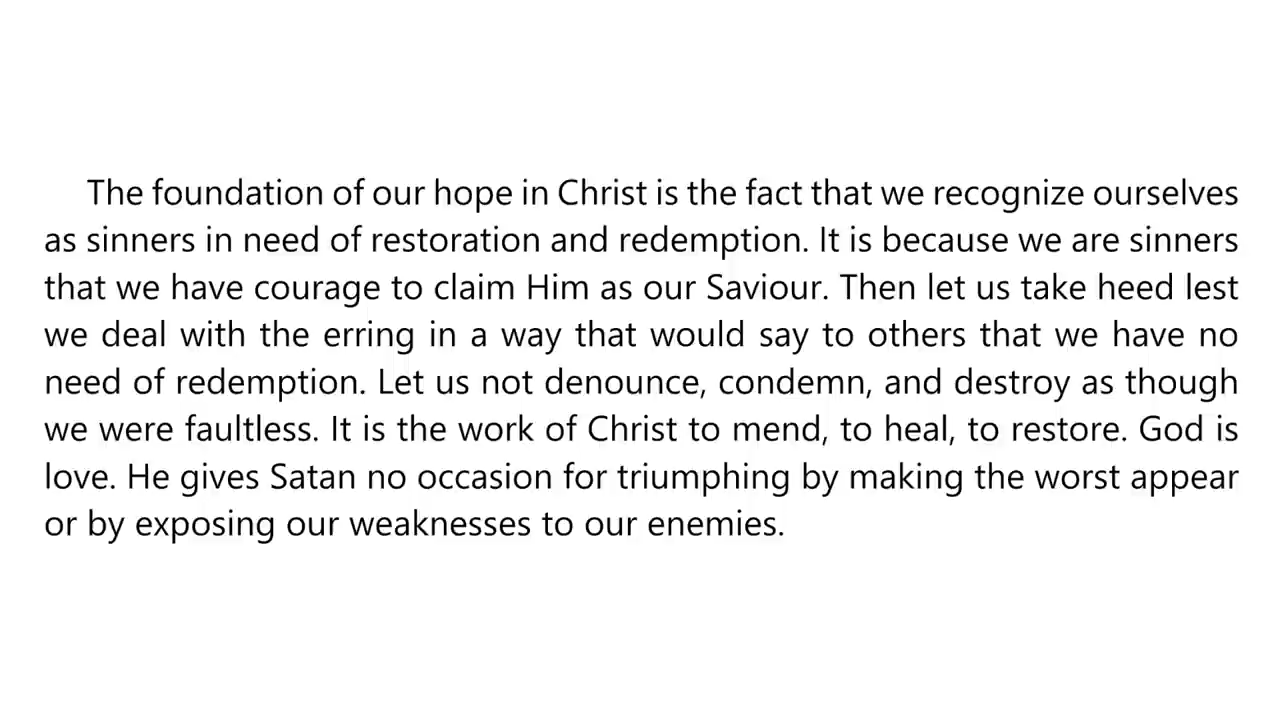 The foundation of our hope in Christ is the fact that we recognize ourselves
as sinners in need of restoration and redemption. It is because we are sinners
that we have courage to claim Him as our Saviour. Then let us take heed lest
we deal with the erring in a way that would say to others that we have no
need of redemption. Let us not denounce, condemn, and destroy as though
we were faultless. It is the work of Christ to mend, to heal, to restore. God is
love. He gives Satan no occasion for triumphing by making the worst appear
or by exposing our weaknesses to our enemies.